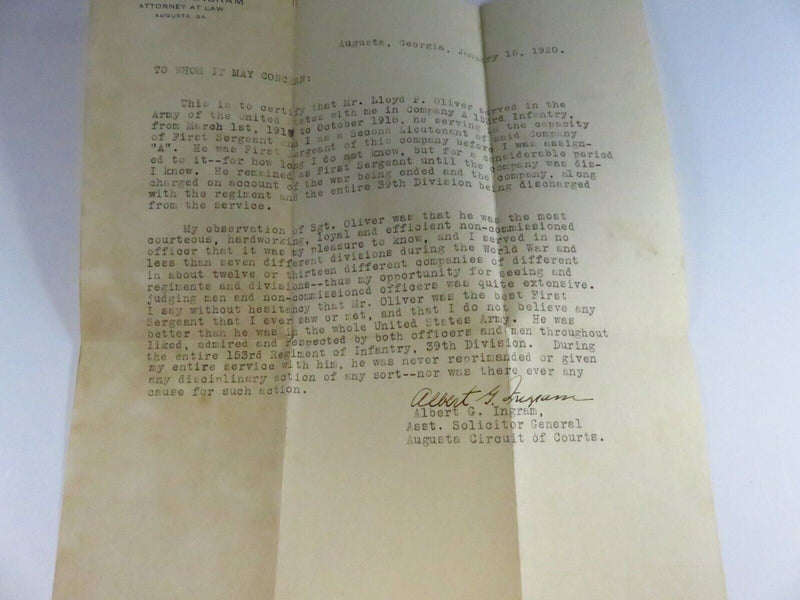 INGRAM
ATTORNEY AT LAW
AUGUSTA, GA.
Augusta, Georgia, January 15, 1920.
TO WHOM IT MAY CONCERN:
This is to certify that Mr. Lloyd P. Oliver served in the
Army of the United States with me in Company A 153rd Infantry,
from March 1st, to October 1918, he serving in the capacity
of First Sergeant and I as a Second Lieutenant of said Company
"A". He was First Sergeant of this company before I was assign-
ed to it--for how long I do not know, but for a considerable period
I know. He remained as First Sergeant until the company was dis-
charged on account of the war being ended and the company, along
with the regiment and the entire 39th Division being discharged
from the service.
My observation of Sgt. Oliver was that he was the most
courteous, hardworking, loyal and efficient non-commissioned
officer that it was my pleasure to know, and I served in no
less than seven different divisions during the World War and
in about twelve or thirteen different companies of different
regiments and divisions--thus my opportunity for seeing and
judging men and non-commissioned officers was quite extensive.
I say without hesitancy that Mr. Oliver was the best First
Sergeant that I ever saw or met, and that I do not believe any
better than he was in the whole United States Army. He was
liked, admired and respected by both officers and men throughout
the entire 153rd Regiment of Infantry, 39th Division. During
my entire service with him, he was never reprimanded or given
any disciplinary action of any sort--nor was there ever any
cause for such action.
Albert G. Ingram
Albert G. Ingram,
Asst. Solicitor General
Augusta Circuit of Courts.